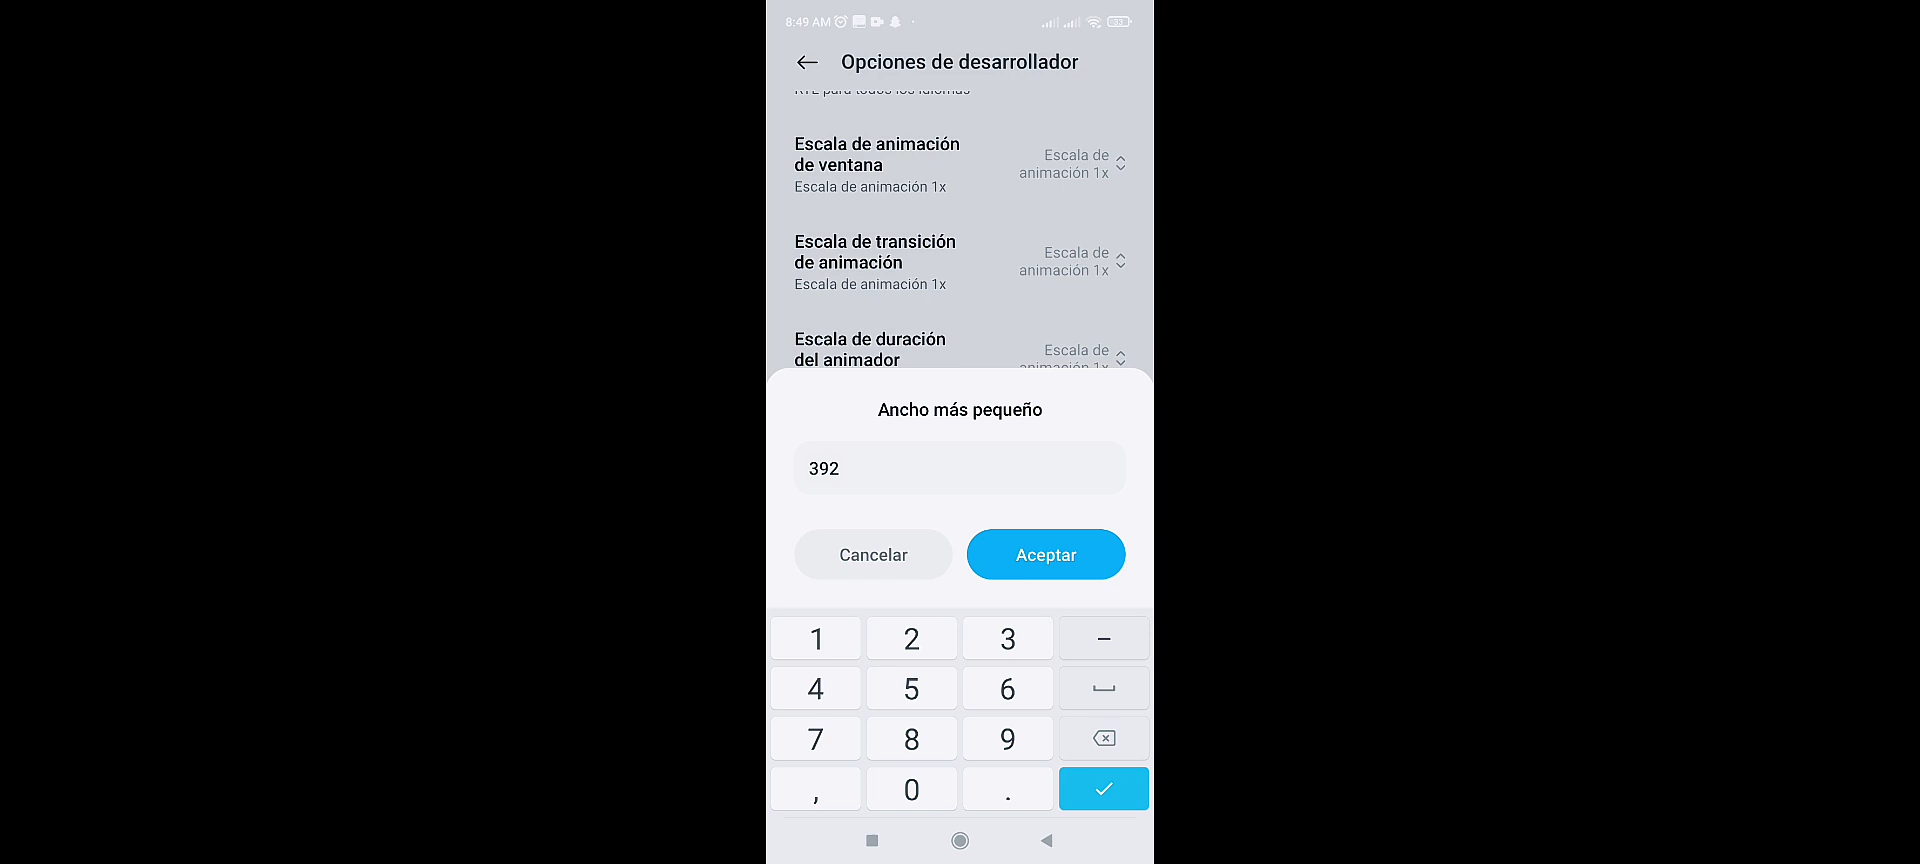 8:49 AM
Opciones de desarrollador
RTL para todos los idiomas
Escala de animación
de ventana
Escala de animación 1x
Escala de
animación 1x
Escala de transición
de animación
Escala de animación 1x
Escala de
animación 1x
Escala de duración
del animador
Escala de
animación 1x
Ancho más pequeño
392
Cancelar
Aceptar
1 2 3 –
4 5 6
7 8 9
, 0 .